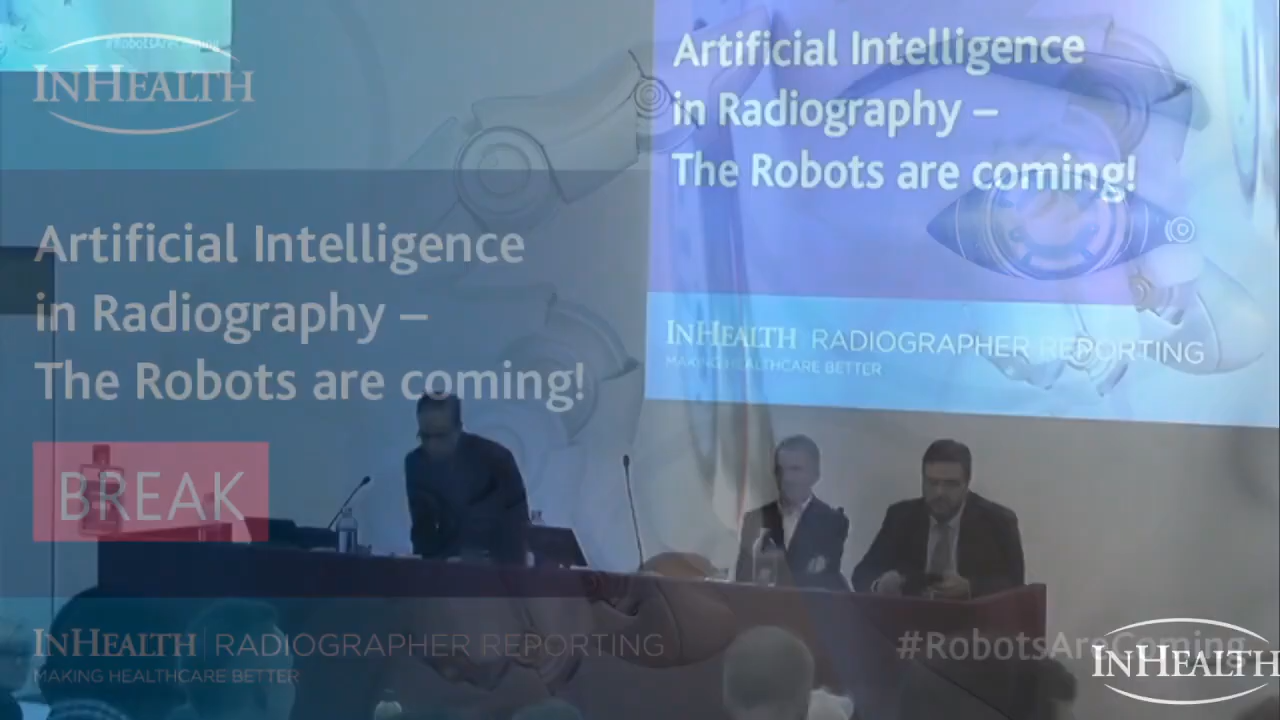 #RobotsAreComing
INHEALTH
Artificial Intelligence
in Radiography –
The Robots are coming!
BREAK
INHEALTH | RADIOGRAPHER REPORTING
MAKING HEALTHCARE BETTER
Artificial Intelligence
in Radiography –
The Robots are coming!
INHEALTH RADIOGRAPHER REPORTING
MAKING HEALTHCARE BETTER
#RobotsAreComing
INHEALTH